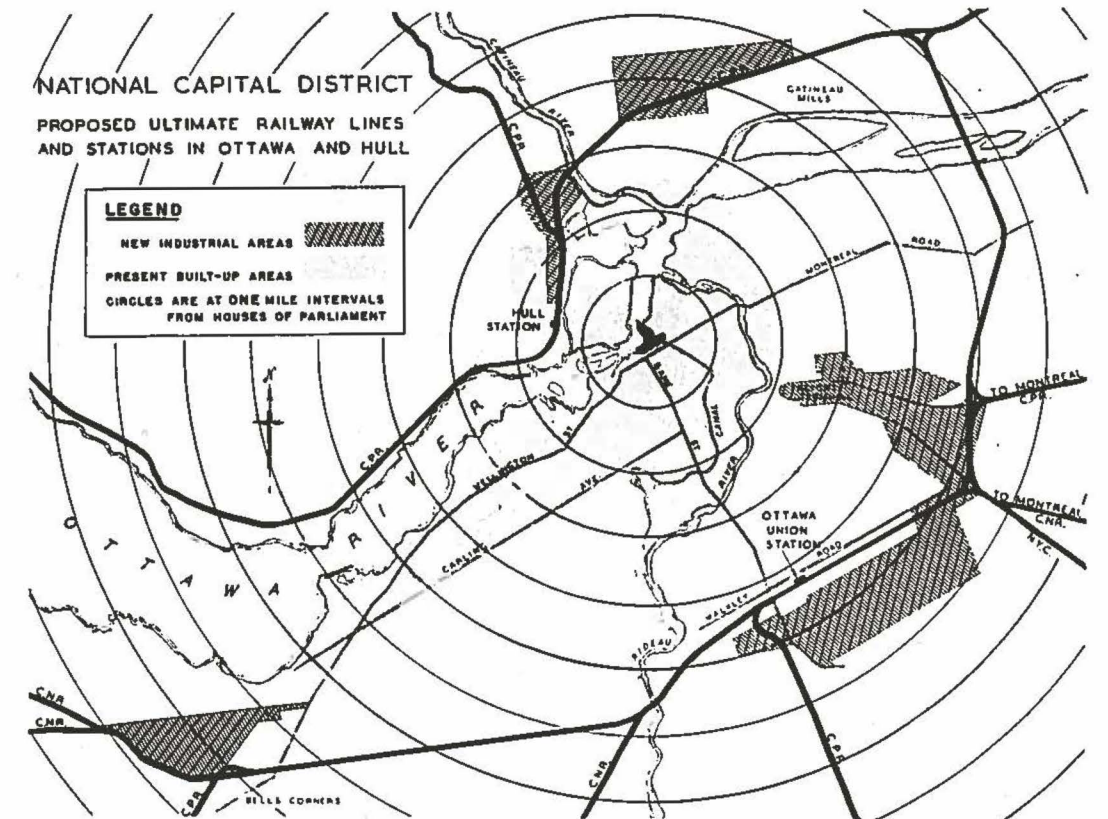 NATIONAL CAPITAL DISTRICT
PROPOSED ULTIMATE RAILWAY LINES
AND STATIONS IN OTTAWA AND HULL
LEGEND
NEW INDUSTRIAL AREAS
PRESENT BUILT-UP AREAS
CIRCLES ARE AT ONE MILE INTERVALS
FROM HOUSES OF PARLIAMENT
GATINEAU
RIVER
C.P.R.
GATINEAU
MILLS
MONTREAL
ROAD
HULL
STATION
N
BANK
ST
CANAL
RIVER
TO MONTREAL
C.P.R.
C.P.R.
OTTAWA
RIVER
WELLINGTON
ST
CARLING
AVE.
OTTAWA
UNION
STATION
WALKLEY
ROAD
TO MONTREAL
C.N.R.
N.Y.C.
RIDEAU
C.N.R.
C.N.R.
C.P.R.
BELLS CORNERS
C.N.R.
C.P.R.